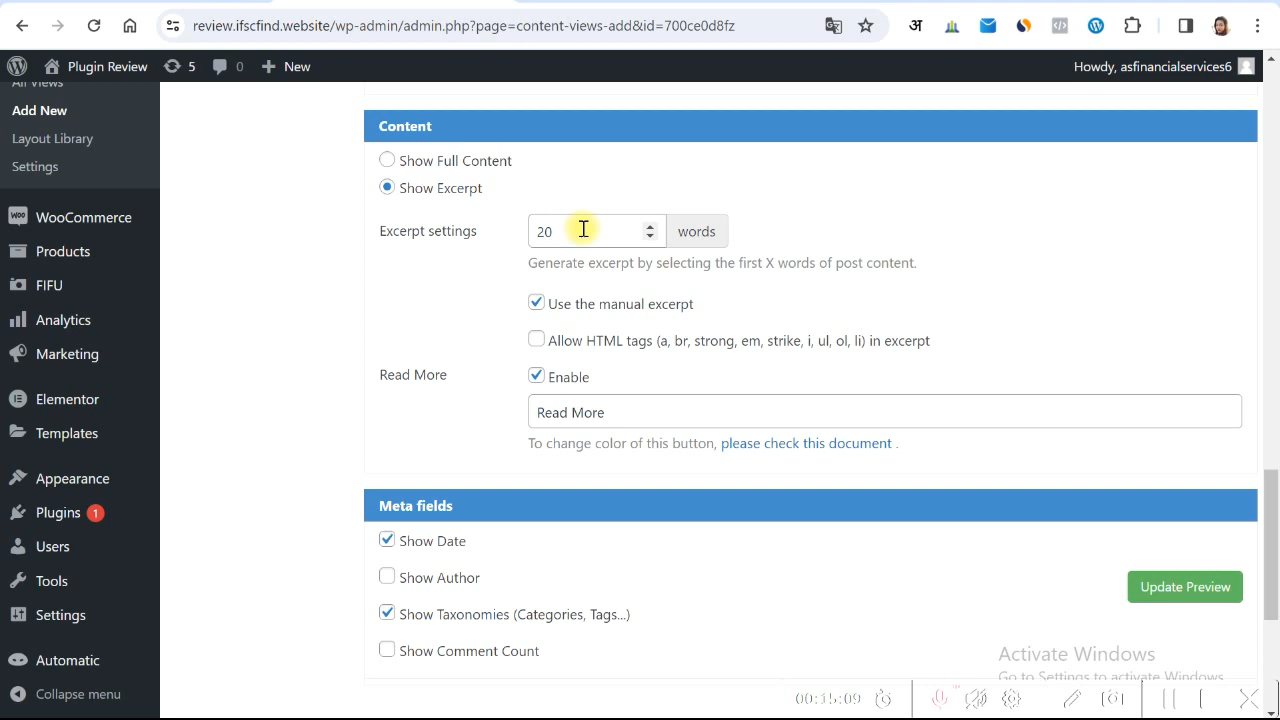 review.ifscfind.website/wp-admin/admin.php?page=content-views-add&id=700ce0d8fz
Plugin Review 5 0 New Howdy, asfinancialservices6
All Views
Add New
Layout Library
Settings
WooCommerce
Products
FIFU
Analytics
Marketing
Elementor
Templates
Appearance
Plugins 1
Users
Tools
Settings
Automatic
Collapse menu
Content
Show Full Content
Show Excerpt
Excerpt settings 20 words
Generate excerpt by selecting the first X words of post content.
Use the manual excerpt
Allow HTML tags (a, br, strong, em, strike, i, ul, ol, li) in excerpt
Read More Enable
Read More
To change color of this button, please check this document .
Meta fields
Show Date
Show Author
Update Preview
Show Taxonomies (Categories, Tags...)
Show Comment Count
Activate Windows
Go to Settings to activate Windows.
00:15:09